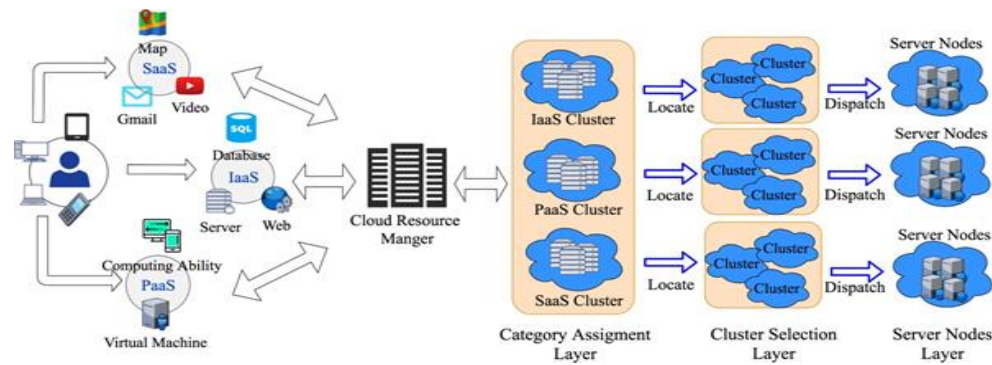 Map
SaaS
Video
Gmail
SQL
Database
IaaS
Server
Web
Computing Ability
PaaS
Virtual Machine
Cloud Resource
Manger
IaaS Cluster
PaaS Cluster
SaaS Cluster
Category Assigment
Layer
Locate
Locate
Locate
Cluster
Cluster
Cluster
Cluster
Cluster
Cluster
Cluster
Cluster
Cluster
Cluster Selection
Layer
Dispatch
Dispatch
Dispatch
Server Nodes
Server Nodes
Server Nodes
Server Nodes
Layer